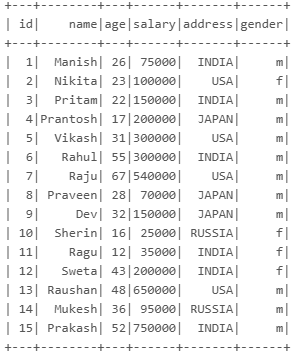 +---+--------+---+------+-------+------+
| id|    name|age|salary|address|gender|
+---+--------+---+------+-------+------+
|  1|  Manish| 26| 75000|  INDIA|     m|
|  2|  Nikita| 23|100000|    USA|     f|
|  3|  Pritam| 22|150000|  INDIA|     m|
|  4|Prantosh| 17|200000|  JAPAN|     m|
|  5|  Vikash| 31|300000|    USA|     m|
|  6|   Rahul| 55|300000|  INDIA|     m|
|  7|    Raju| 67|540000|    USA|     m|
|  8| Praveen| 28| 70000|  JAPAN|     m|
|  9|     Dev| 32|150000|  JAPAN|     m|
| 10|  Sherin| 16| 25000| RUSSIA|     f|
| 11|    Ragu| 12| 35000|  INDIA|     f|
| 12|   Sweta| 43|200000|  INDIA|     f|
| 13| Raushan| 48|650000|    USA|     m|
| 14|  Mukesh| 36| 95000| RUSSIA|     m|
| 15| Prakash| 52|750000|  INDIA|     m|
+---+--------+---+------+-------+------+